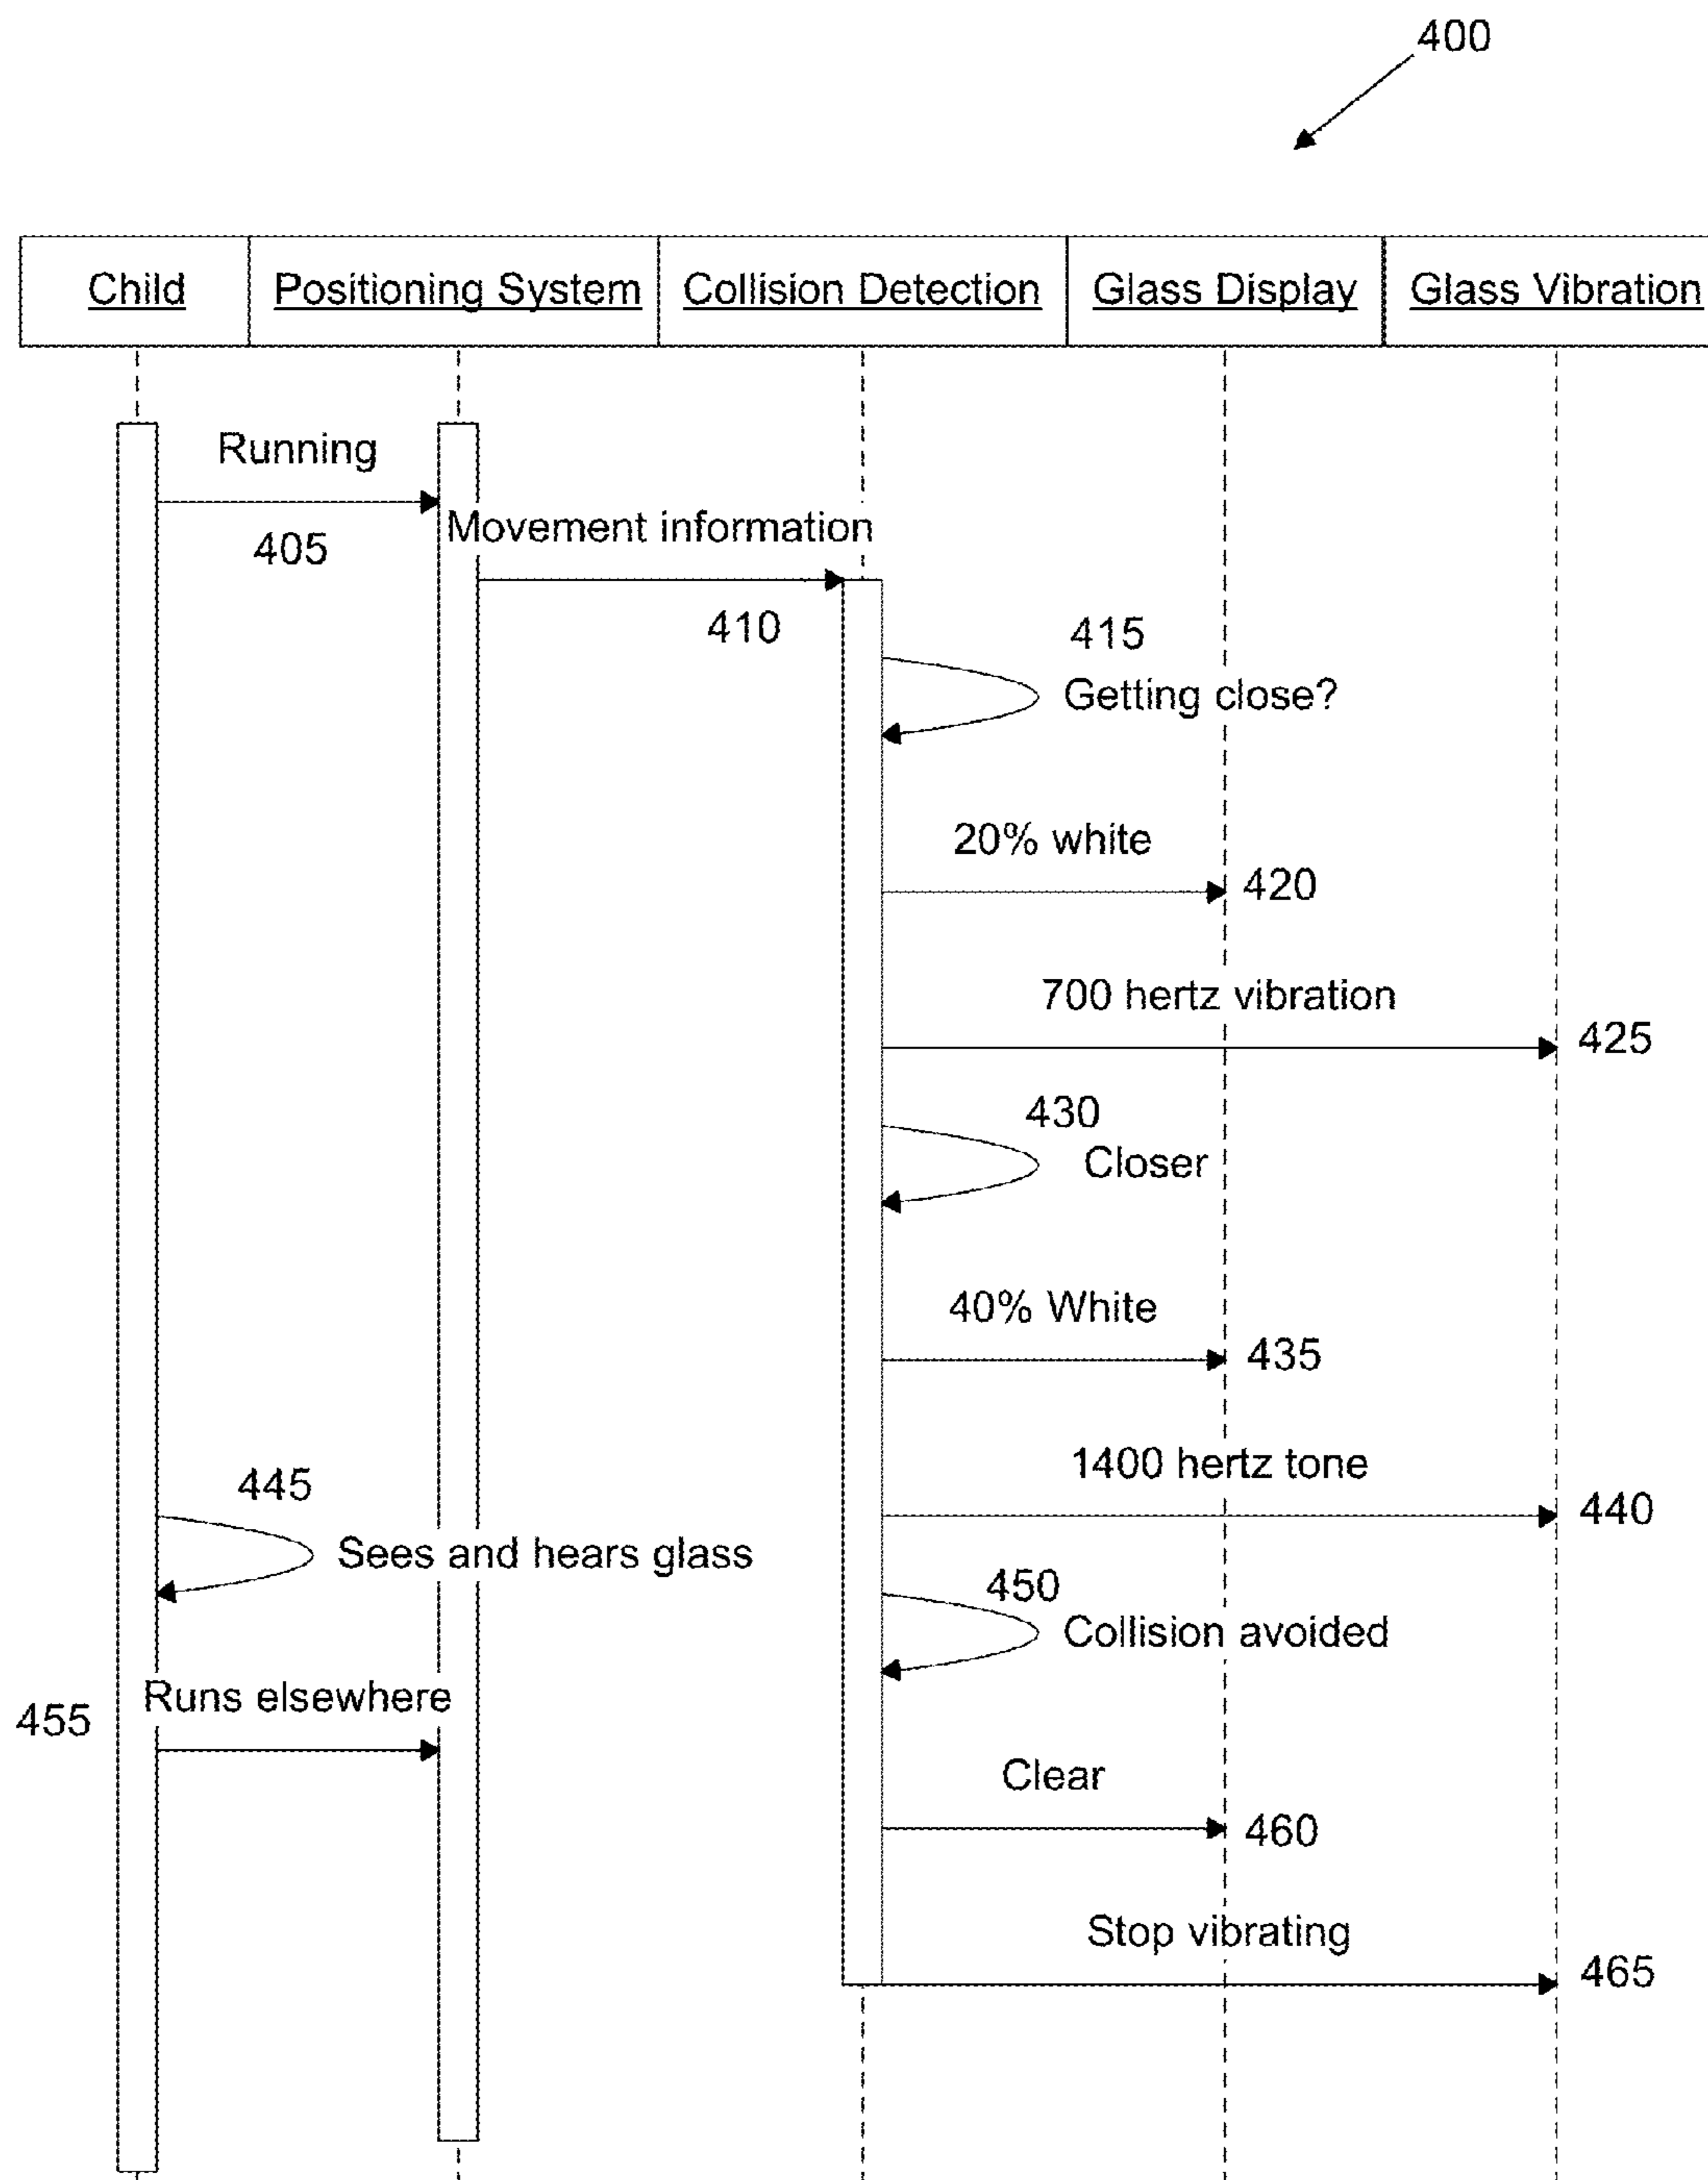 400
Child
Positioning System
Collision Detection
Glass Display
Glass Vibration
Running
405
Movement information
410
415
Getting close?
20% white
420
700 hertz vibration
425
430
Closer
40% White
435
1400 hertz tone
440
445
Sees and hears glass
450
Collision avoided
Runs elsewhere
455
Clear
460
Stop vibrating
465